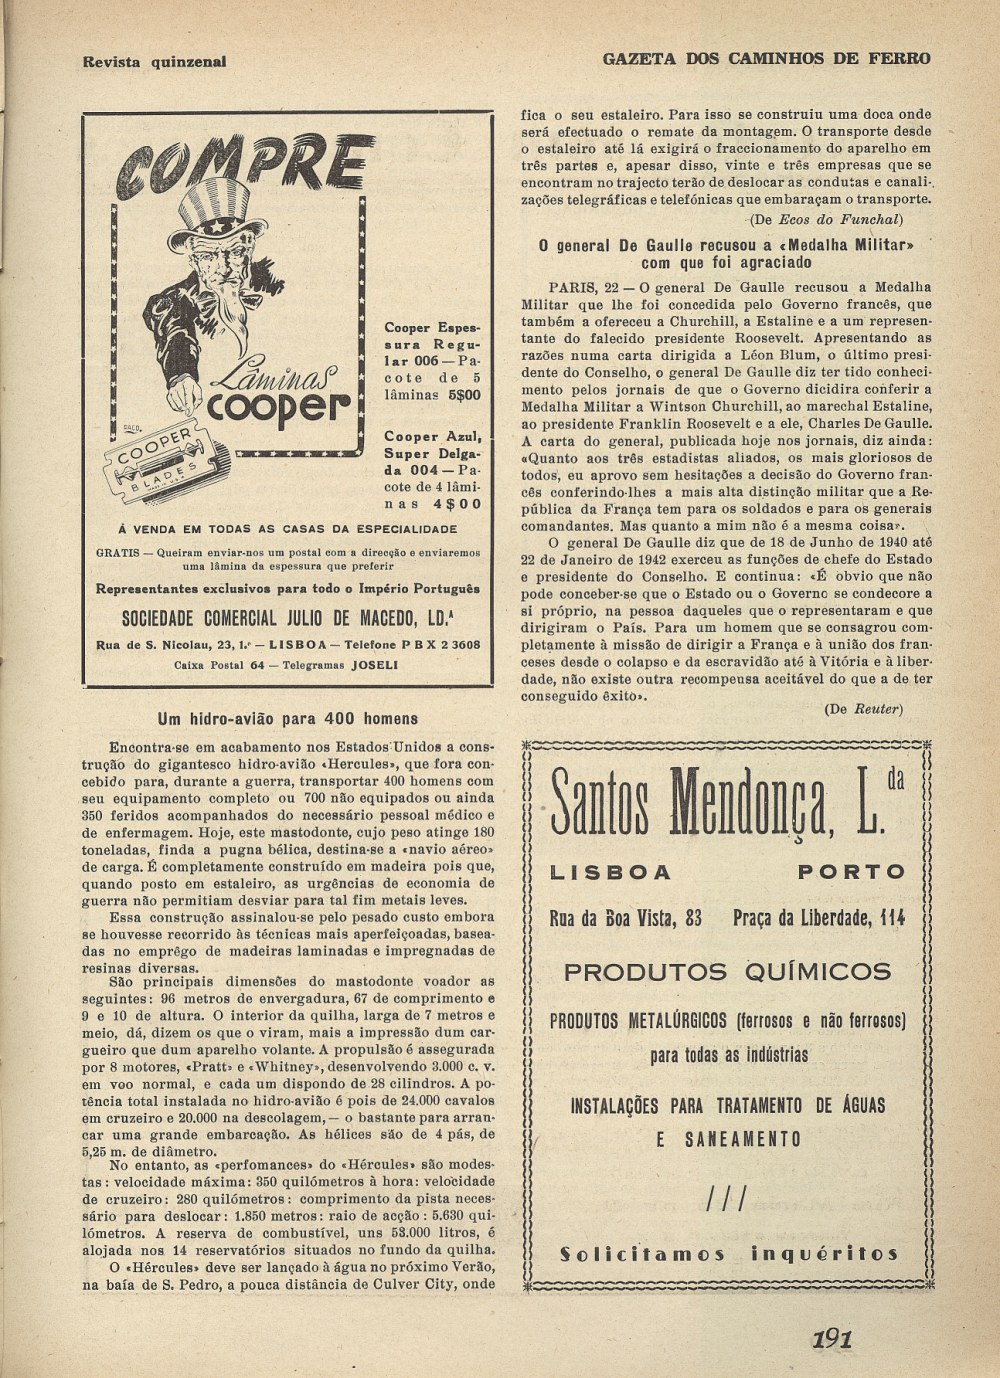 Revista quinzenal
GAZETA DOS CAMINHOS DE FERRO
COMPRE
Lâminas
cooper
COOPER
BLADES
Cooper Espes-
sura Regu-
lar 006 — Pa-
cote de 5
lâminas 5$00
Cooper Azul,
Super Delga-
da 004 — Pa-
cote de 4 lâmi-
nas 4$00
Á VENDA EM TODAS AS CASAS DA ESPECIALIDADE
GRATIS — Queiram enviar-nos um postal com a direcção e enviaremos
uma lâmina da espessura que preferir
Representantes exclusivos para todo o Império Português
SOCIEDADE COMERCIAL JULIO DE MACEDO, LD.ª
Rua de S. Nicolau, 23, 1.º — LISBOA — Telefone P B X 2 3608
Caixa Postal 64 — Telegramas JOSELI
Um hidro-avião para 400 homens
Encontra-se em acabamento nos Estados Unidos a cons-
trução do gigantesco hidro-avião «Hercules», que fora con-
cebido para, durante a guerra, transportar 400 homens com
seu equipamento completo ou 700 não equipados ou ainda
350 feridos acompanhados do necessário pessoal médico e
de enfermagem. Hoje, este mastodonte, cujo peso atinge 180
toneladas, finda a pugna bélica, destina-se a «navio aéreo»
de carga. É completamente construído em madeira pois que,
quando posto em estaleiro, as urgências de economia de
guerra não permitiam desviar para tal fim metais leves.
Essa construção assinalou-se pelo pesado custo embora
se houvesse recorrido às técnicas mais aperfeiçoadas, basea-
das no emprêgo de madeiras laminadas e impregnadas de
resinas diversas.
São principais dimensões do mastodonte voador as
seguintes: 96 metros de envergadura, 67 de comprimento e
9 e 10 de altura. O interior da quilha, larga de 7 metros e
meio, dá, dizem os que o viram, mais a impressão dum car-
gueiro que dum aparelho volante. A propulsão é assegurada
por 8 motores, «Pratt» e «Whitney», desenvolvendo 3.000 c. v.
em voo normal, e cada um dispondo de 28 cilindros. A po-
tência total instalada no hidro-avião é pois de 24.000 cavalos
em cruzeiro e 20.000 na descolagem, — o bastante para arran-
car uma grande embarcação. As hélices são de 4 pás, de
5,25 m. de diâmetro.
No entanto, as «perfomances» do «Hércules» são modes-
tas: velocidade máxima: 350 quilómetros à hora: velocidade
de cruzeiro: 280 quilómetros: comprimento da pista neces-
sário para deslocar: 1.850 metros: raio de acção: 5.630 qui-
lómetros. A reserva de combustível, uns 53.000 litros, é
alojada nos 14 reservatórios situados no fundo da quilha.
O «Hércules» deve ser lançado à água no próximo Verão,
na baía de S. Pedro, a pouca distância de Culver City, onde
fica o seu estaleiro. Para isso se construiu uma doca onde
será efectuado o remate da montagem. O transporte desde
o estaleiro até lá exigirá o fraccionamento do aparelho em
três partes e, apesar disso, vinte e três empresas que se
encontram no trajecto terão de deslocar as condutas e canali-
zações telegráficas e telefónicas que embaraçam o transporte.
(De Ecos do Funchal)
O general De Gaulle recusou a «Medalha Militar»
com que foi agraciado
PARIS, 22 — O general De Gaulle recusou a Medalha
Militar que lhe foi concedida pelo Governo francês, que
também a ofereceu a Churchill, a Estaline e a um represen-
tante do falecido presidente Roosevelt. Apresentando as
razões numa carta dirigida a Léon Blum, o último presi-
dente do Conselho, o general De Gaulle diz ter tido conheci-
mento pelos jornais de que o Governo dicidira conferir a
Medalha Militar a Wintson Churchill, ao marechal Estaline,
ao presidente Franklin Roosevelt e a ele, Charles De Gaulle.
A carta do general, publicada hoje nos jornais, diz ainda:
«Quanto aos três estadistas aliados, os mais gloriosos de
todos, eu aprovo sem hesitações a decisão do Governo fran-
cês conferindo-lhes a mais alta distinção militar que a Re-
pública da França tem para os soldados e para os generais
comandantes. Mas quanto a mim não é a mesma coisa».
O general De Gaulle diz que de 18 de Junho de 1940 até
22 de Janeiro de 1942 exerceu as funções de chefe do Estado
e presidente do Conselho. E continua: «É obvio que não
pode conceber-se que o Estado ou o Governo se condecore a
si próprio, na pessoa daqueles que o representaram e que
dirigiram o País. Para um homem que se consagrou com-
pletamente à missão de dirigir a França e à união dos fran-
ceses desde o colapso e da escravidão até à Vitória e à liber-
dade, não existe outra recompeusa aceitável do que a de ter
conseguido êxito».
(De Reuter)
Santos Mendonça, L.da
LISBOA PORTO
Rua da Boa Vista, 83 Praça da Liberdade, 114
PRODUTOS QUÍMICOS
PRODUTOS METALÚRGICOS (ferrosos e não ferrosos)
para todas as indústrias
INSTALAÇÕES PARA TRATAMENTO DE ÁGUAS
E SANEAMENTO
///
Solicitamos inquéritos
191